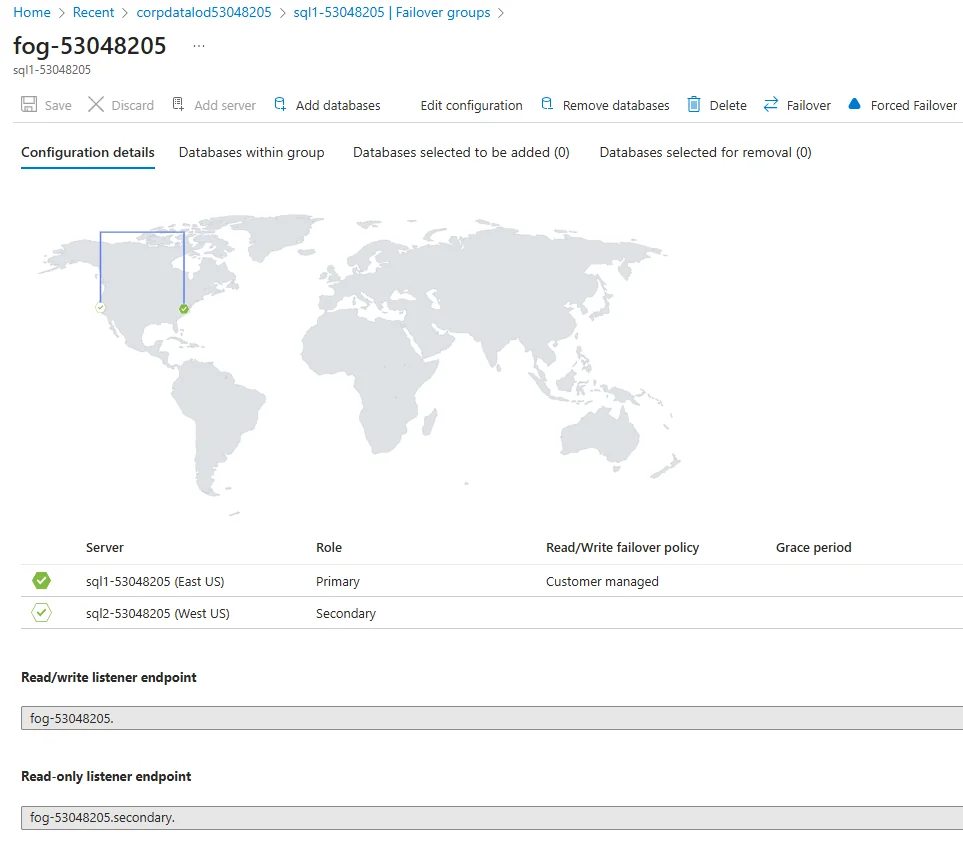 Home > Recent > corpdatalod53048205 > sql1-53048205 | Failover groups >
fog-53048205 ...
sql1-53048205
Save Discard Add server Add databases Edit configuration Remove databases Delete Failover Forced Failover
Configuration details Databases within group Databases selected to be added (0) Databases selected for removal (0)
Server Role Read/Write failover policy Grace period
sql1-53048205 (East US) Primary Customer managed
sql2-53048205 (West US) Secondary
Read/write listener endpoint
fog-53048205.
Read-only listener endpoint
fog-53048205.secondary.